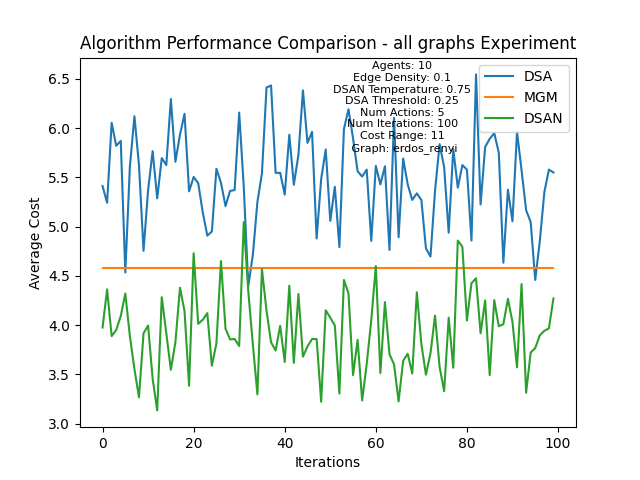 Algorithm Performance Comparison - all graphs Experiment
Agents: 10
Edge Density: 0.1
DSAN Temperature: 0.75
DSA Threshold: 0.25
Num Actions: 5
Num Iterations: 100
Cost Range: 11
Graph: erdos_renyi
DSA
MGM
DSAN
Average Cost
6.5
6.0
5.5
5.0
4.5
4.0
3.5
3.0
0 20 40 60 80 100
Iterations